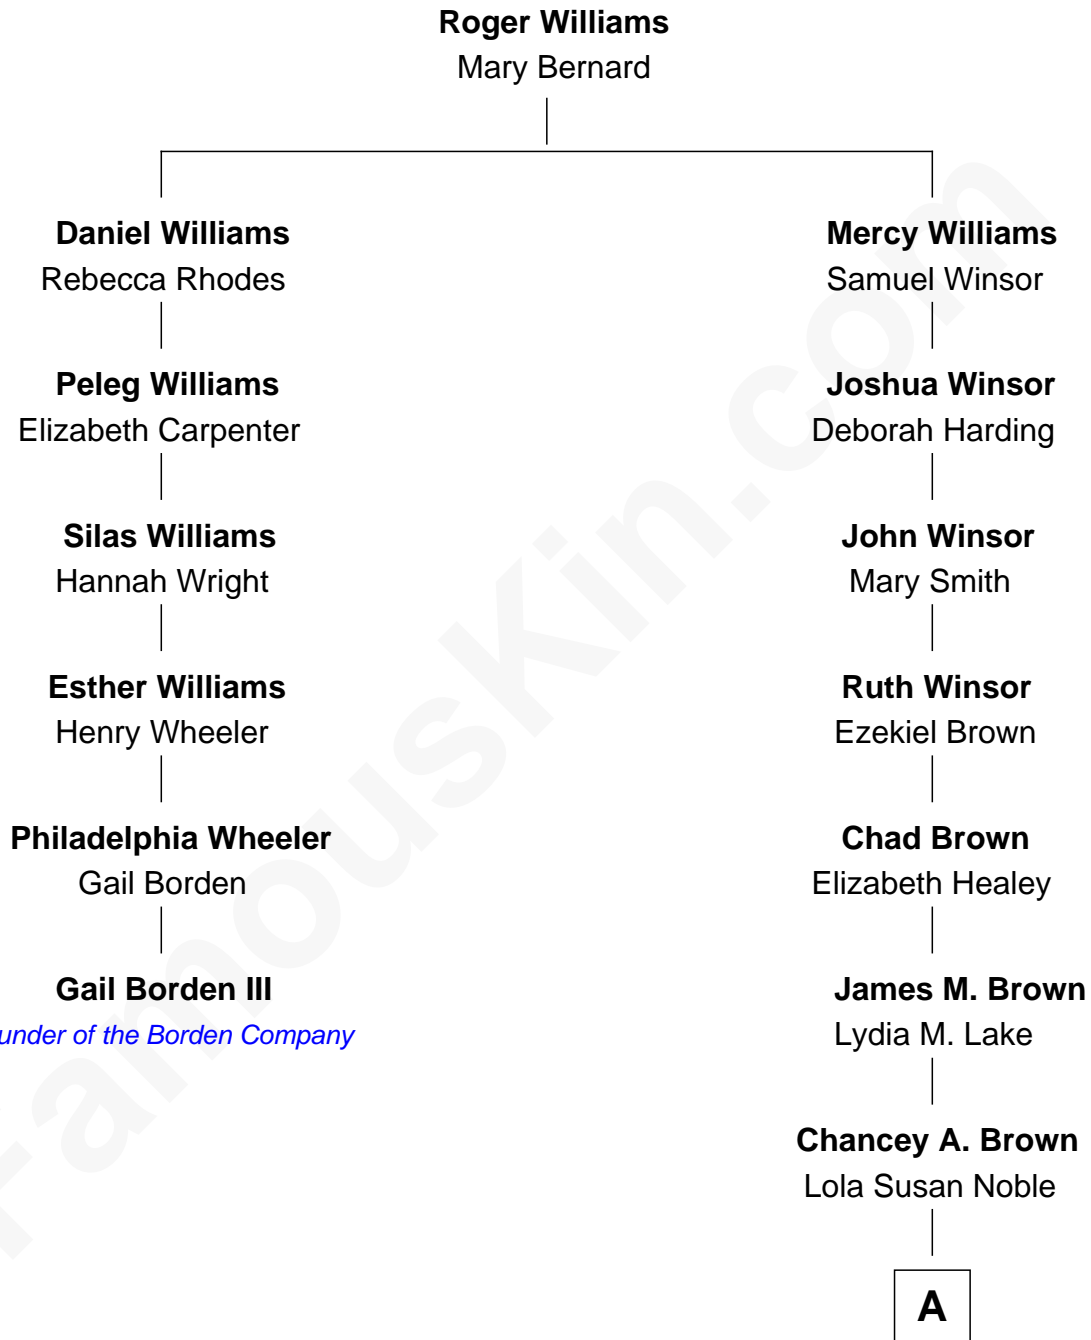 Roger Williams
Mary Bernard
Daniel Williams
Rebecca Rhodes
Peleg Williams
Elizabeth Carpenter
Silas Williams
Hannah Wright
Esther Williams
Henry Wheeler
Philadelphia Wheeler
Gail Borden
Gail Borden III
under of the Borden Company
Mercy Williams
Samuel Winsor
Joshua Winsor
Deborah Harding
John Winsor
Mary Smith
Ruth Winsor
Ezekiel Brown
Chad Brown
Elizabeth Healey
James M. Brown
Lydia M. Lake
Chancey A. Brown
Lola Susan Noble
A
FamousKin.com